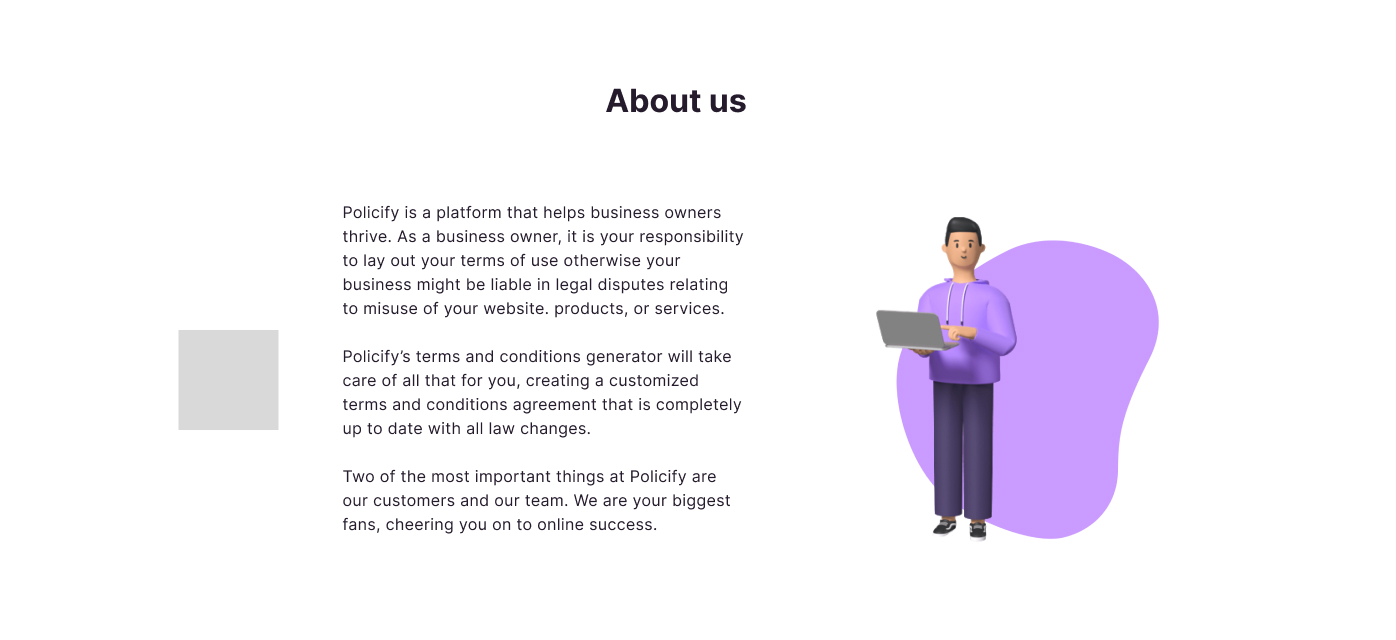 About us
Policify is a platform that helps business owners
thrive. As a business owner, it is your responsibility
to lay out your terms of use otherwise your
business might be liable in legal disputes relating
to misuse of your website. products, or services.
Policify’s terms and conditions generator will take
care of all that for you, creating a customized
terms and conditions agreement that is completely
up to date with all law changes.
Two of the most important things at Policify are
our customers and our team. We are your biggest
fans, cheering you on to online success.